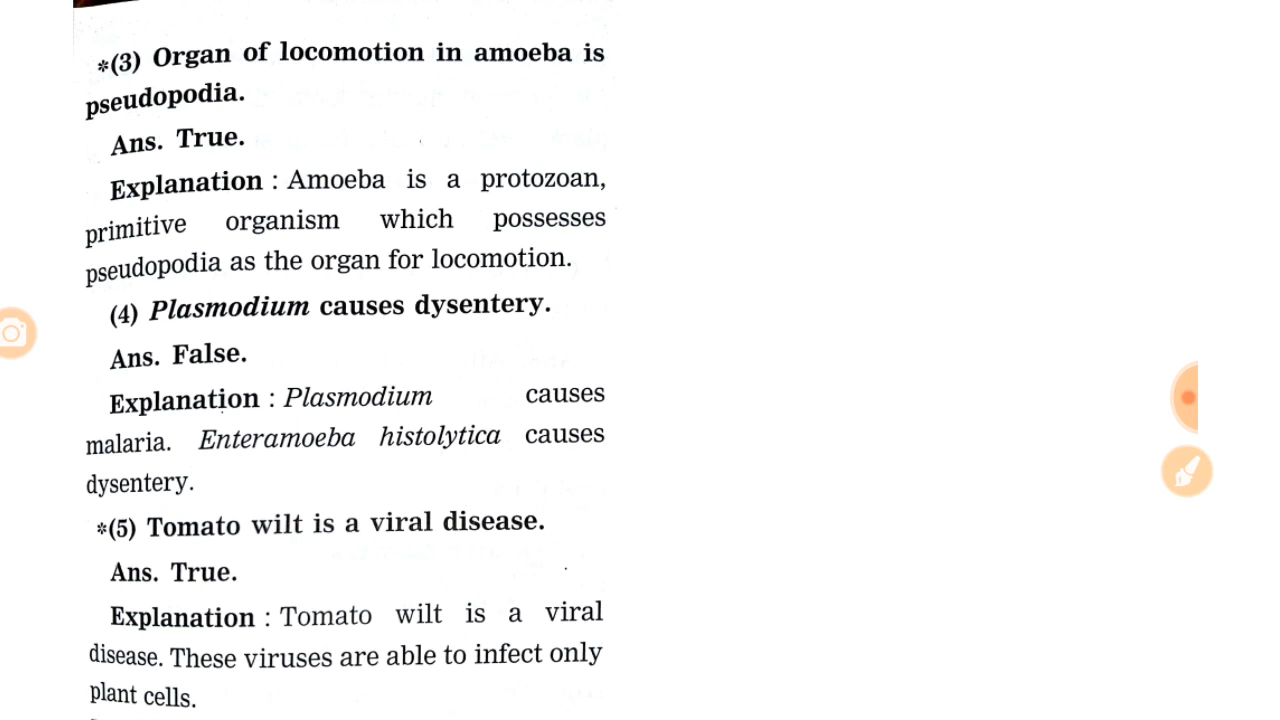 *(3) Organ of locomotion in amoeba is
pseudopodia.
Ans. True.
Explanation : Amoeba is a protozoan,
primitive organism which possesses
pseudopodia as the organ for locomotion.
(4) Plasmodium causes dysentery.
Ans. False.
Explanation : Plasmodium causes
malaria. Enteramoeba histolytica causes
dysentery.
*(5) Tomato wilt is a viral disease.
Ans. True.
Explanation : Tomato wilt is a viral
disease. These viruses are able to infect only
plant cells.